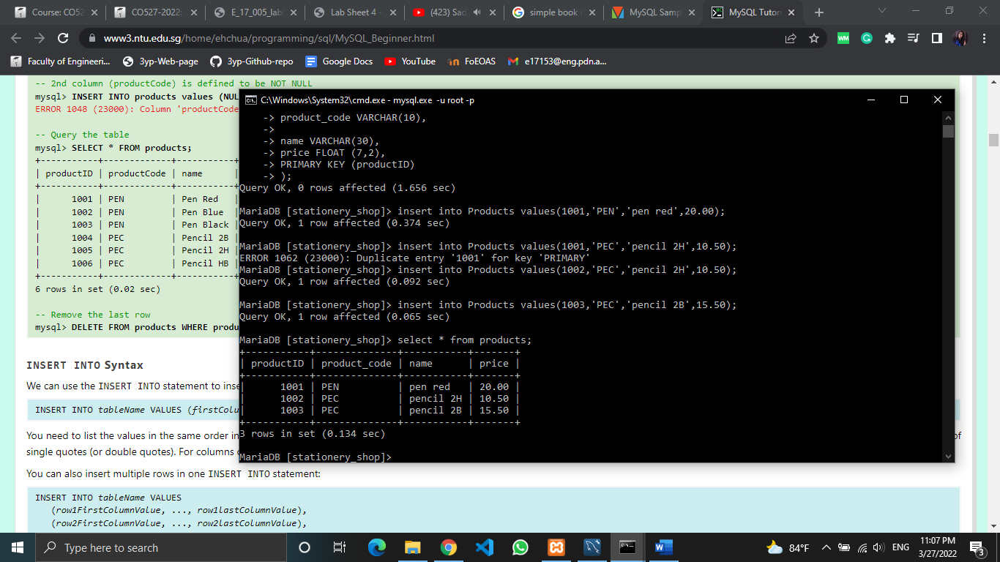 Course: CO52
CO527-2022:
E_17_005_lab
Lab Sheet 4 -
(423) Sad
simple book r
MySQL Samp
MySQL Tutori
www3.ntu.edu.sg/home/ehchua/programming/sql/MySQL_Beginner.html
Faculty of Engineeri...
3yp-Web-page
3yp-Github-repo
Google Docs
YouTube
FoEOAS
e17153@eng.pdn.a...
-- 2nd column (productCode) is defined to be NOT NULL
mysql> INSERT INTO products values (NUL
ERROR 1048 (23000): Column 'productCode
-- Query the table
mysql> SELECT * FROM products;
+-----------+-------------+----------+
| productID | productCode | name |
+-----------+-------------+----------+
| 1001 | PEN | Pen Red |
| 1002 | PEN | Pen Blue |
| 1003 | PEN | Pen Black |
| 1004 | PEC | Pencil 2B |
| 1005 | PEC | Pencil 2H |
| 1006 | PEC | Pencil HB |
+-----------+-------------+----------+
6 rows in set (0.02 sec)
-- Remove the last row
mysql> DELETE FROM products WHERE produ
INSERT INTO Syntax
We can use the INSERT INTO statement to inse
INSERT INTO tableName VALUES (firstColu
You need to list the values in the same order in
of
single quotes (or double quotes). For columns
You can also insert multiple rows in one INSERT INTO statement:
INSERT INTO tableName VALUES
(row1FirstColumnValue, ..., row1lastColumnValue),
(row2FirstColumnValue, ..., row2lastColumnValue),
C:\Windows\System32\cmd.exe - mysql.exe -u root -p
-> product_code VARCHAR(10),
->
-> name VARCHAR(30),
-> price FLOAT (7,2),
-> PRIMARY KEY (productID)
-> );
Query OK, 0 rows affected (1.656 sec)
MariaDB [stationery_shop]> insert into Products values(1001,'PEN','pen red',20.00);
Query OK, 1 row affected (0.374 sec)
MariaDB [stationery_shop]> insert into Products values(1001,'PEC','pencil 2H',10.50);
ERROR 1062 (23000): Duplicate entry '1001' for key 'PRIMARY'
MariaDB [stationery_shop]> insert into Products values(1002,'PEC','pencil 2H',10.50);
Query OK, 1 row affected (0.092 sec)
MariaDB [stationery_shop]> insert into Products values(1003,'PEC','pencil 2B',15.50);
Query OK, 1 row affected (0.065 sec)
MariaDB [stationery_shop]> select * from products;
+-----------+--------------+-----------+-------+
| productID | product_code | name | price |
+-----------+--------------+-----------+-------+
| 1001 | PEN | pen red | 20.00 |
| 1002 | PEC | pencil 2H | 10.50 |
| 1003 | PEC | pencil 2B | 15.50 |
+-----------+--------------+-----------+-------+
3 rows in set (0.134 sec)
MariaDB [stationery_shop]>
Type here to search
84°F
ENG
11:07 PM
3/27/2022
3